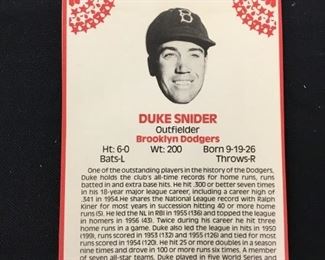 B
DUKE SNIDER
Outfielder
Brooklyn Dodgers
Ht: 6-0 Wt: 200 Born 9-19-26
Bats-L Throws-R
One of the outstanding players in the history of the Dodgers,
Duke holds the club's all-time records for home runs, runs
batted in and extra base hits. He hit .300 or better seven times
in his 18-year major league career, including a career high of
.341 in 1954. He shares the National League record with Ralph
Kiner for most years in succession hitting 40 or more home
runs (5). He led the NL in RBI in 1955 (136) and topped the league
in homers in 1956 (43). Twice during his career he hit three
home runs in a game. Duke also led the league in hits in 1950
(199), runs scored in 1953 (132) and 1955 (126) and tied for most
runs scored in 1954 (120). He hit 25 or more doubles in a season
nine times and drove in 100 or more runs six times. A member
of seven all-star teams, Duke played in five World Series and